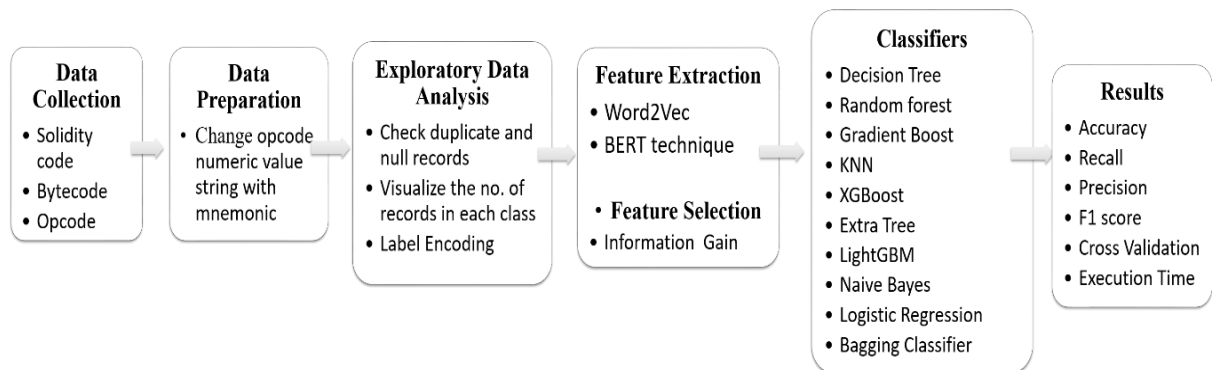 Data
Collection
• Solidity
code
• Bytecode
• Opcode
Data
Preparation
• Change opcode
numeric value
string with
mnemonic
Exploratory Data
Analysis
• Check duplicate and
null records
• Visualize the no. of
records in each class
• Label Encoding
Feature Extraction
• Word2Vec
• BERT technique
• Feature Selection
• Information Gain
Classifiers
• Decision Tree
• Random forest
• Gradient Boost
• KNN
• XGBoost
• Extra Tree
• LightGBM
• Naive Bayes
• Logistic Regression
• Bagging Classifier
Results
• Accuracy
• Recall
• Precision
• F1 score
• Cross Validation
• Execution Time